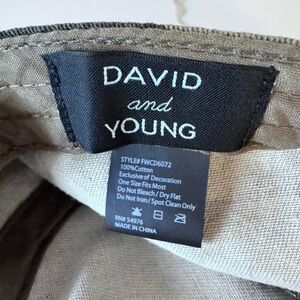 DAVID
and
YOUNG
STYLE# FWCD6072
100%Cotton
Exclusive of Decoration
One Size Fits Most
Do Not Bleach / Dry Flat
Do Not Iron / Spot Clean Only
RN# 54976
MADE IN CHINA